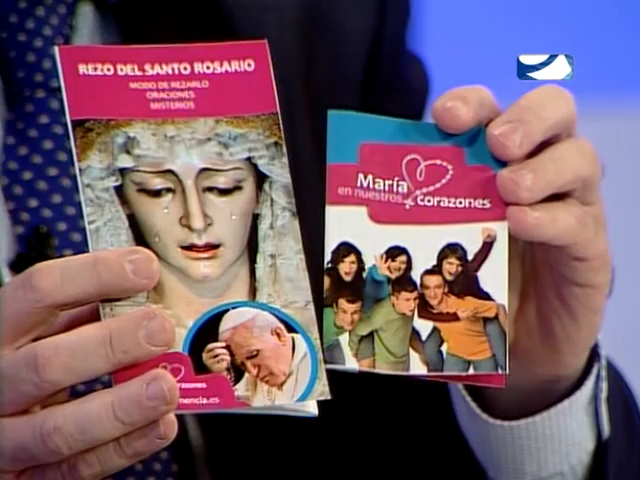 REZO DEL SANTO ROSARIO
MODO DE REZARLO
ORACIONES
MISTERIOS
María
en nuestros corazones